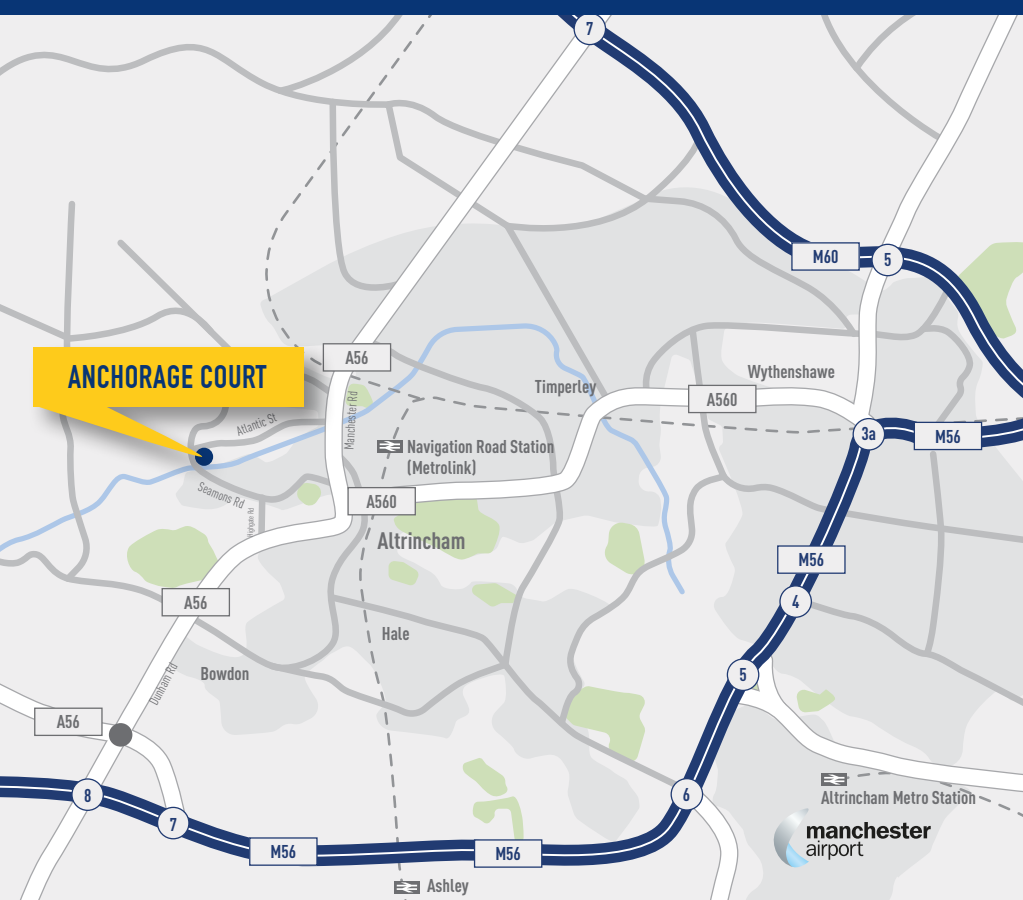 7
M60
5
A56
ANCHORAGE COURT
Timperley
Wythenshawe
A560
Manchester Rd
Atlantic St
3a
M56
Navigation Road Station
(Metrolink)
Seamons Rd
A560
Highgate Rd
Altrincham
M56
A56
4
Hale
Bowdon
Dunham Rd
5
A56
8
6
7
Altrincham Metro Station
manchester
airport
M56
M56
Ashley